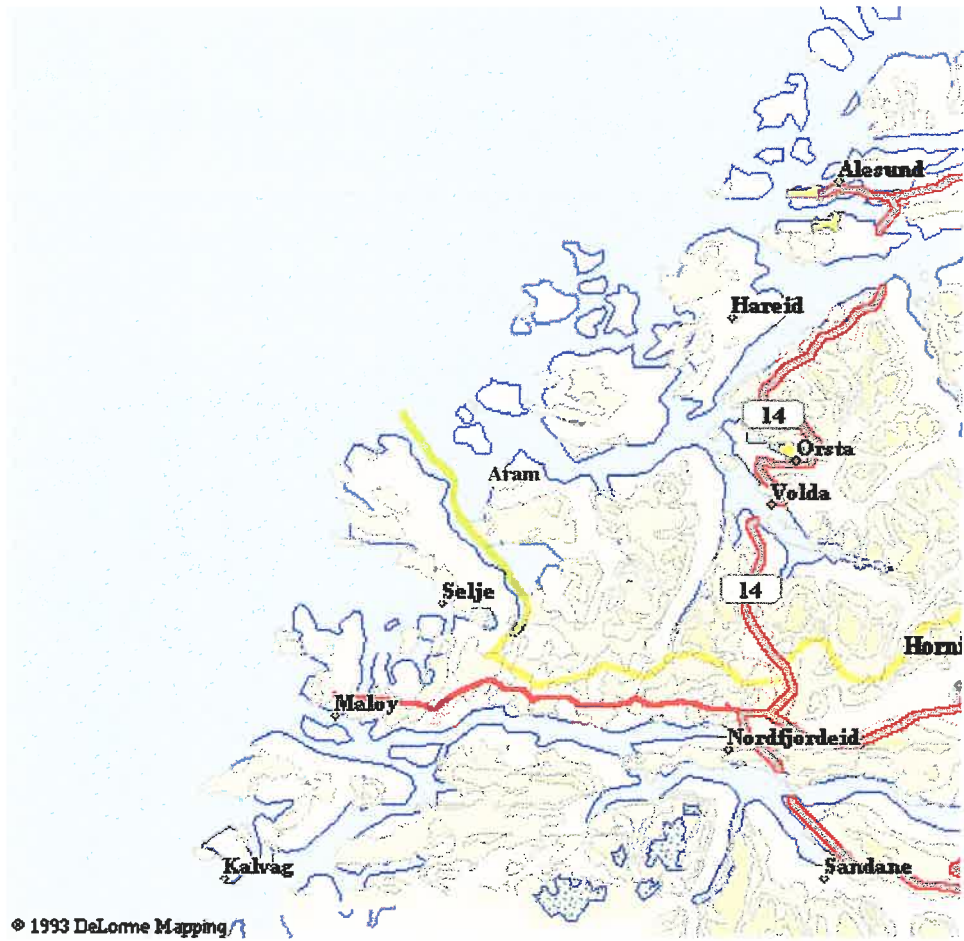 Alesund
Hareid
14
Orsta
Aram
Volda
14
Selje
Horni
Maloy
Nordfjordeid
Kalvag
Sandane
© 1993 DeLorme Mapping